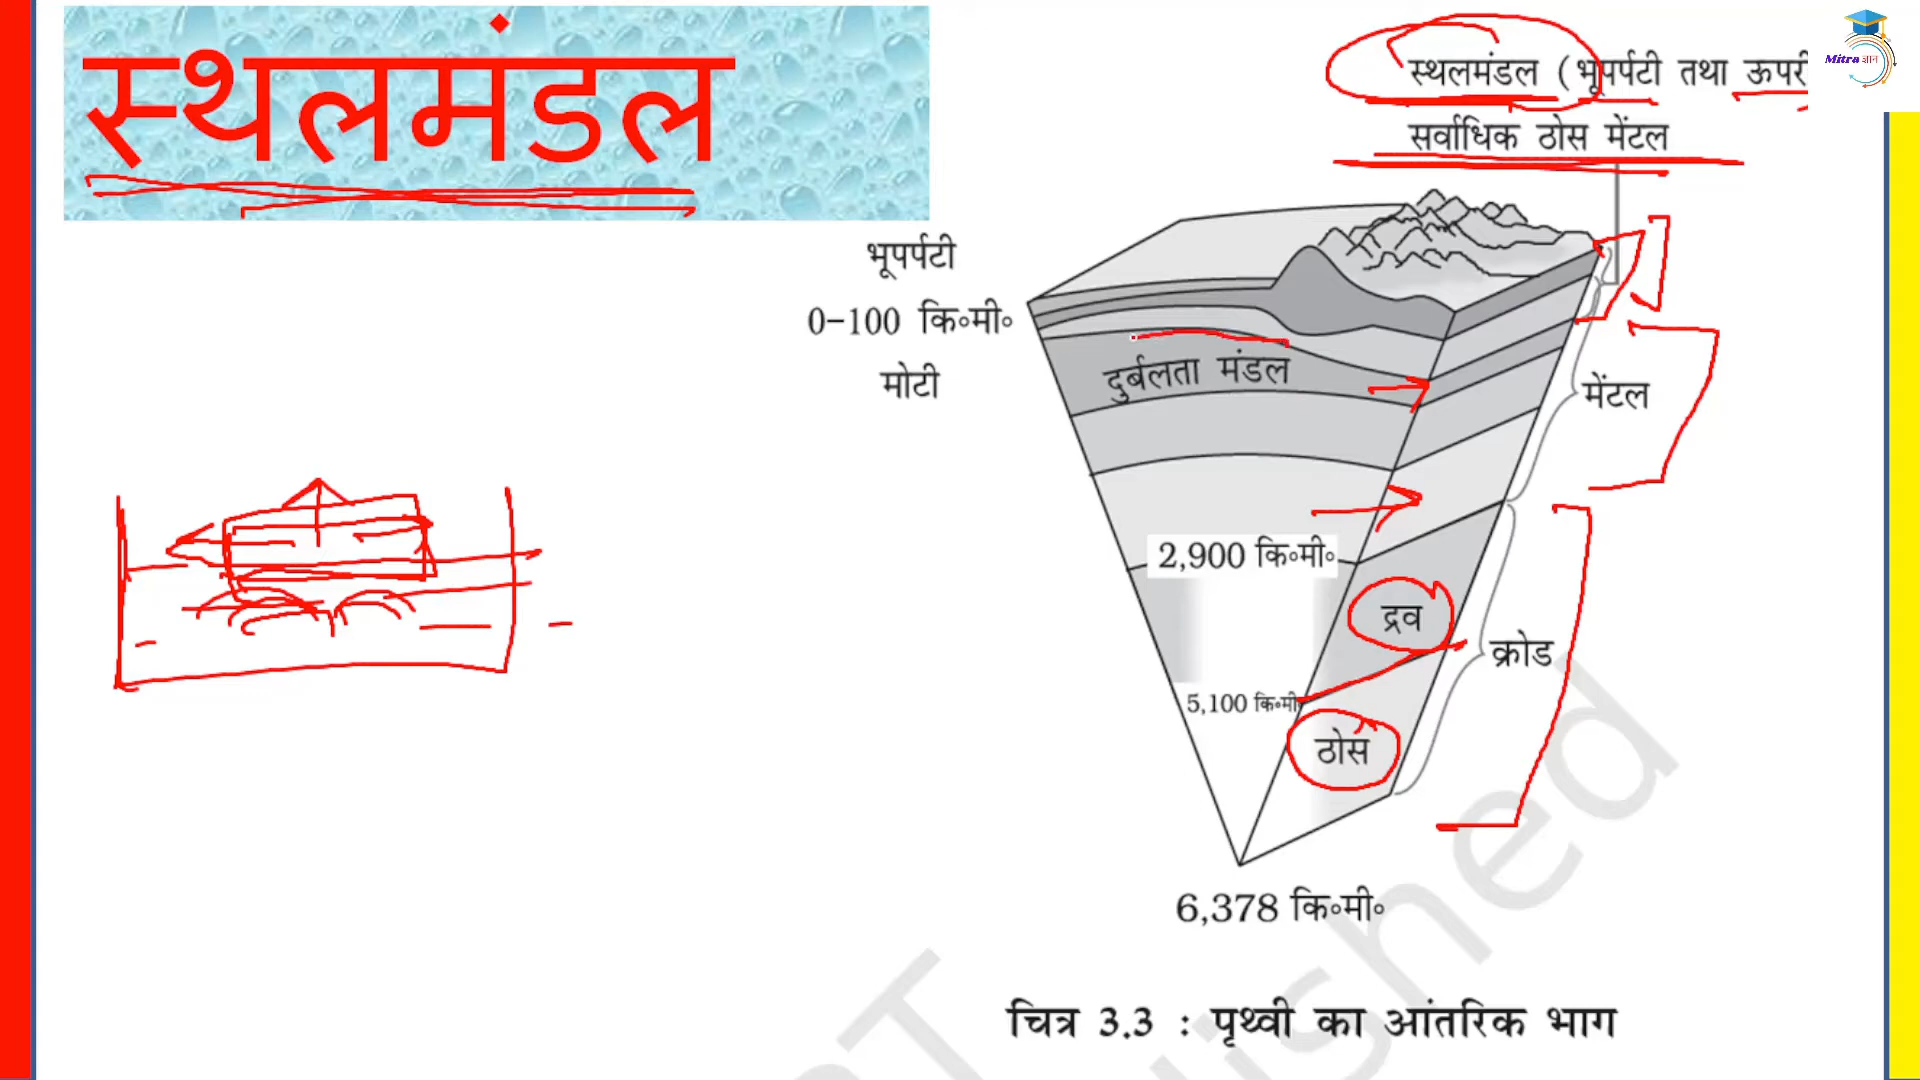 स्थलमंडल
Mitra ज्ञान
स्थलमंडल (भूपर्पटी तथा ऊपरी
सर्वाधिक ठोस मेंटल
भूपर्पटी
0-100 कि॰मी॰
मोटी
दुर्बलता मंडल
मेंटल
2,900 कि॰मी॰
द्रव
क्रोड
5,100 कि॰मी॰
ठोस
6,378 कि॰मी॰
चित्र 3.3 : पृथ्वी का आंतरिक भाग